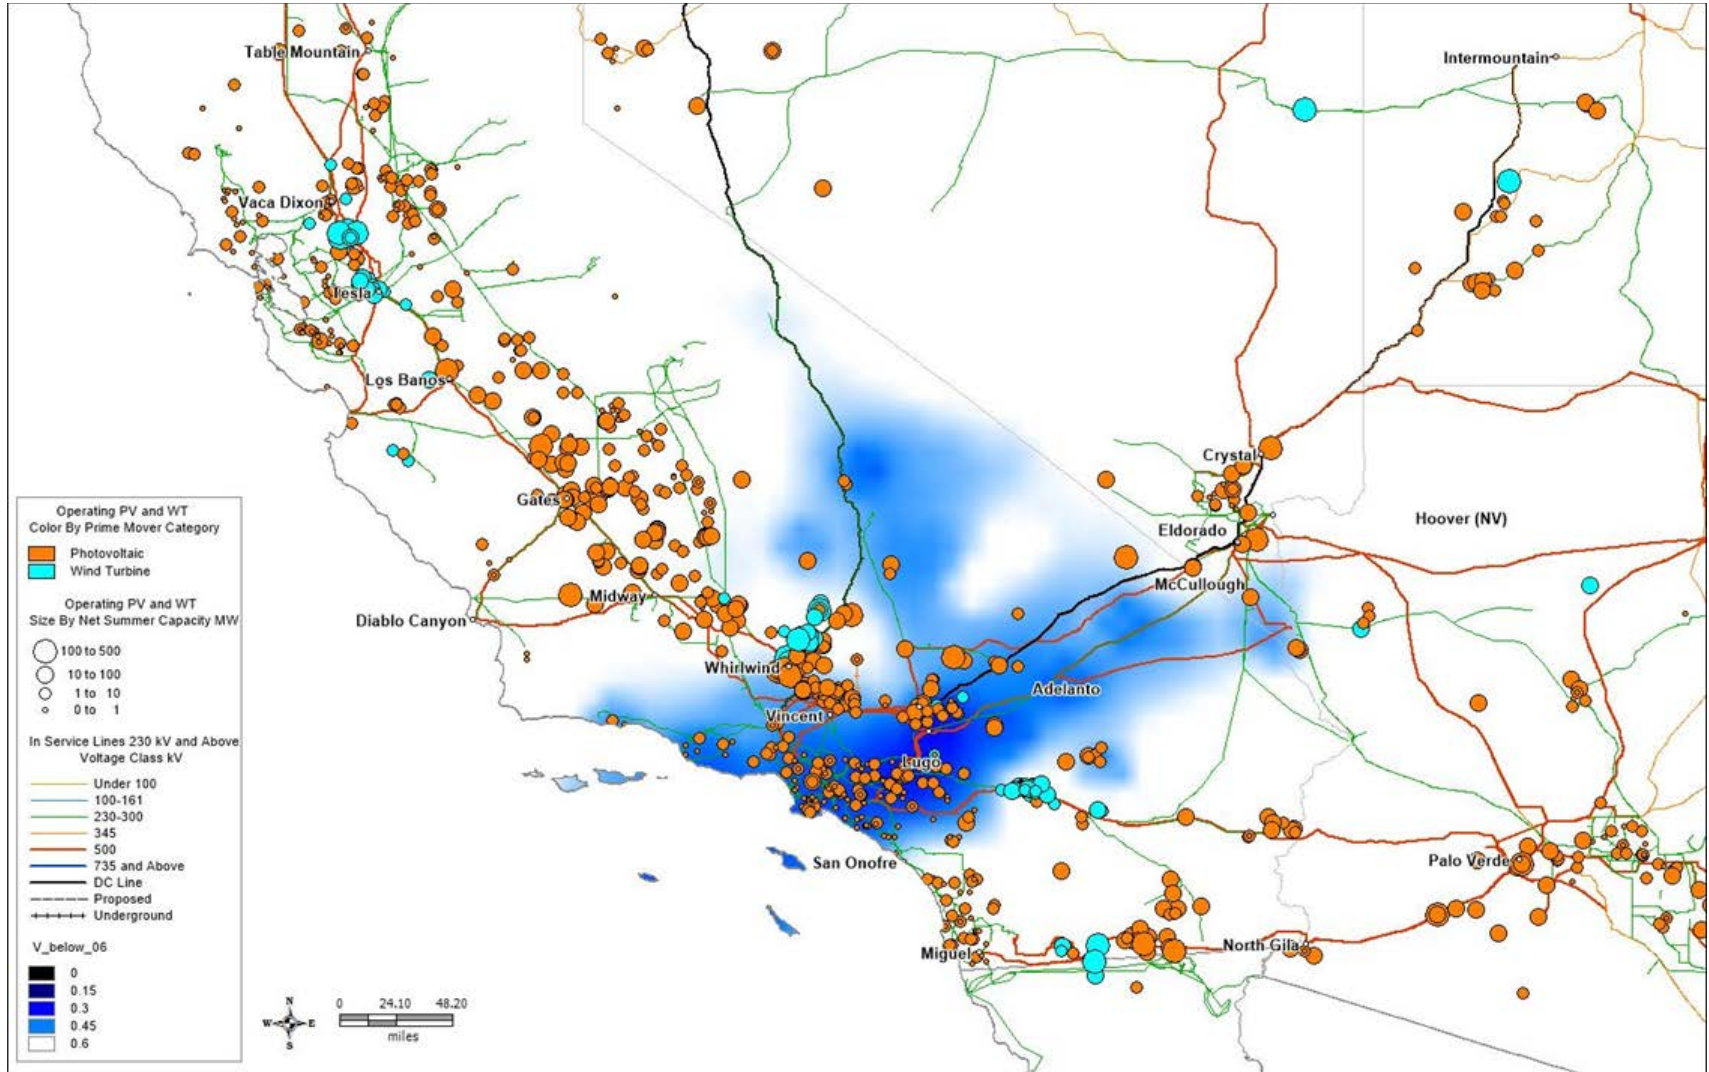 Table Mountain
Intermountain
Vaca Dixon
Tesla
Los Banos
Crystal
Gates
Hoover (NV)
Eldorado
McCullough
Midway
Diablo Canyon
Whirlwind
Adelanto
Vincent
Lugo
San Onofre
Palo Verde
Miguel
North Gila
Operating PV and WT
Color By Prime Mover Category
Photovoltaic
Wind Turbine
Operating PV and WT
Size By Net Summer Capacity MW
100 to 500
10 to 100
1 to 10
0 to 1
In Service Lines 230 kV and Above
Voltage Class kV
Under 100
100-161
230-300
345
500
735 and Above
DC Line
Proposed
Underground
V_below_06
0
0.15
0.3
0.45
0.6
N
W E
S
0 24.10 48.20
miles